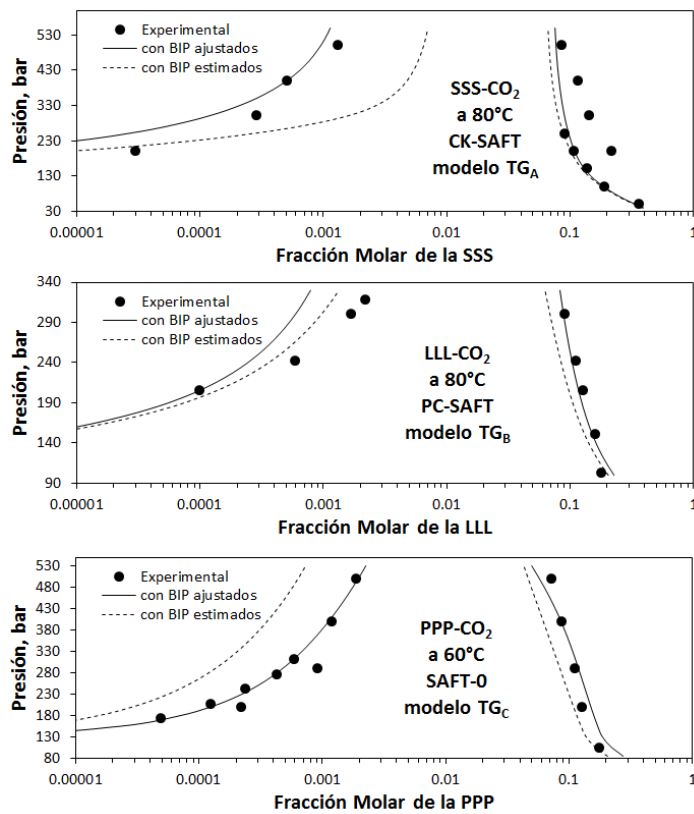 530
430
330
230
130
30
Presión, bar
Experimental
con BIP ajustados
con BIP estimados
SSS-CO2
a 80°C
CK-SAFT
modelo TGA
0.00001 0.0001 0.001 0.01 0.1 1
Fracción Molar de la SSS
340
290
240
190
140
90
Presión, bar
Experimental
con BIP ajustados
con BIP estimados
LLL-CO2
a 80°C
PC-SAFT
modelo TGB
0.00001 0.0001 0.001 0.01 0.1 1
Fracción Molar de la LLL
530
480
430
380
330
280
230
180
130
80
Presión, bar
Experimental
con BIP ajustados
con BIP estimados
PPP-CO2
a 60°C
SAFT-0
modelo TGC
0.00001 0.0001 0.001 0.01 0.1 1
Fracción Molar de la PPP